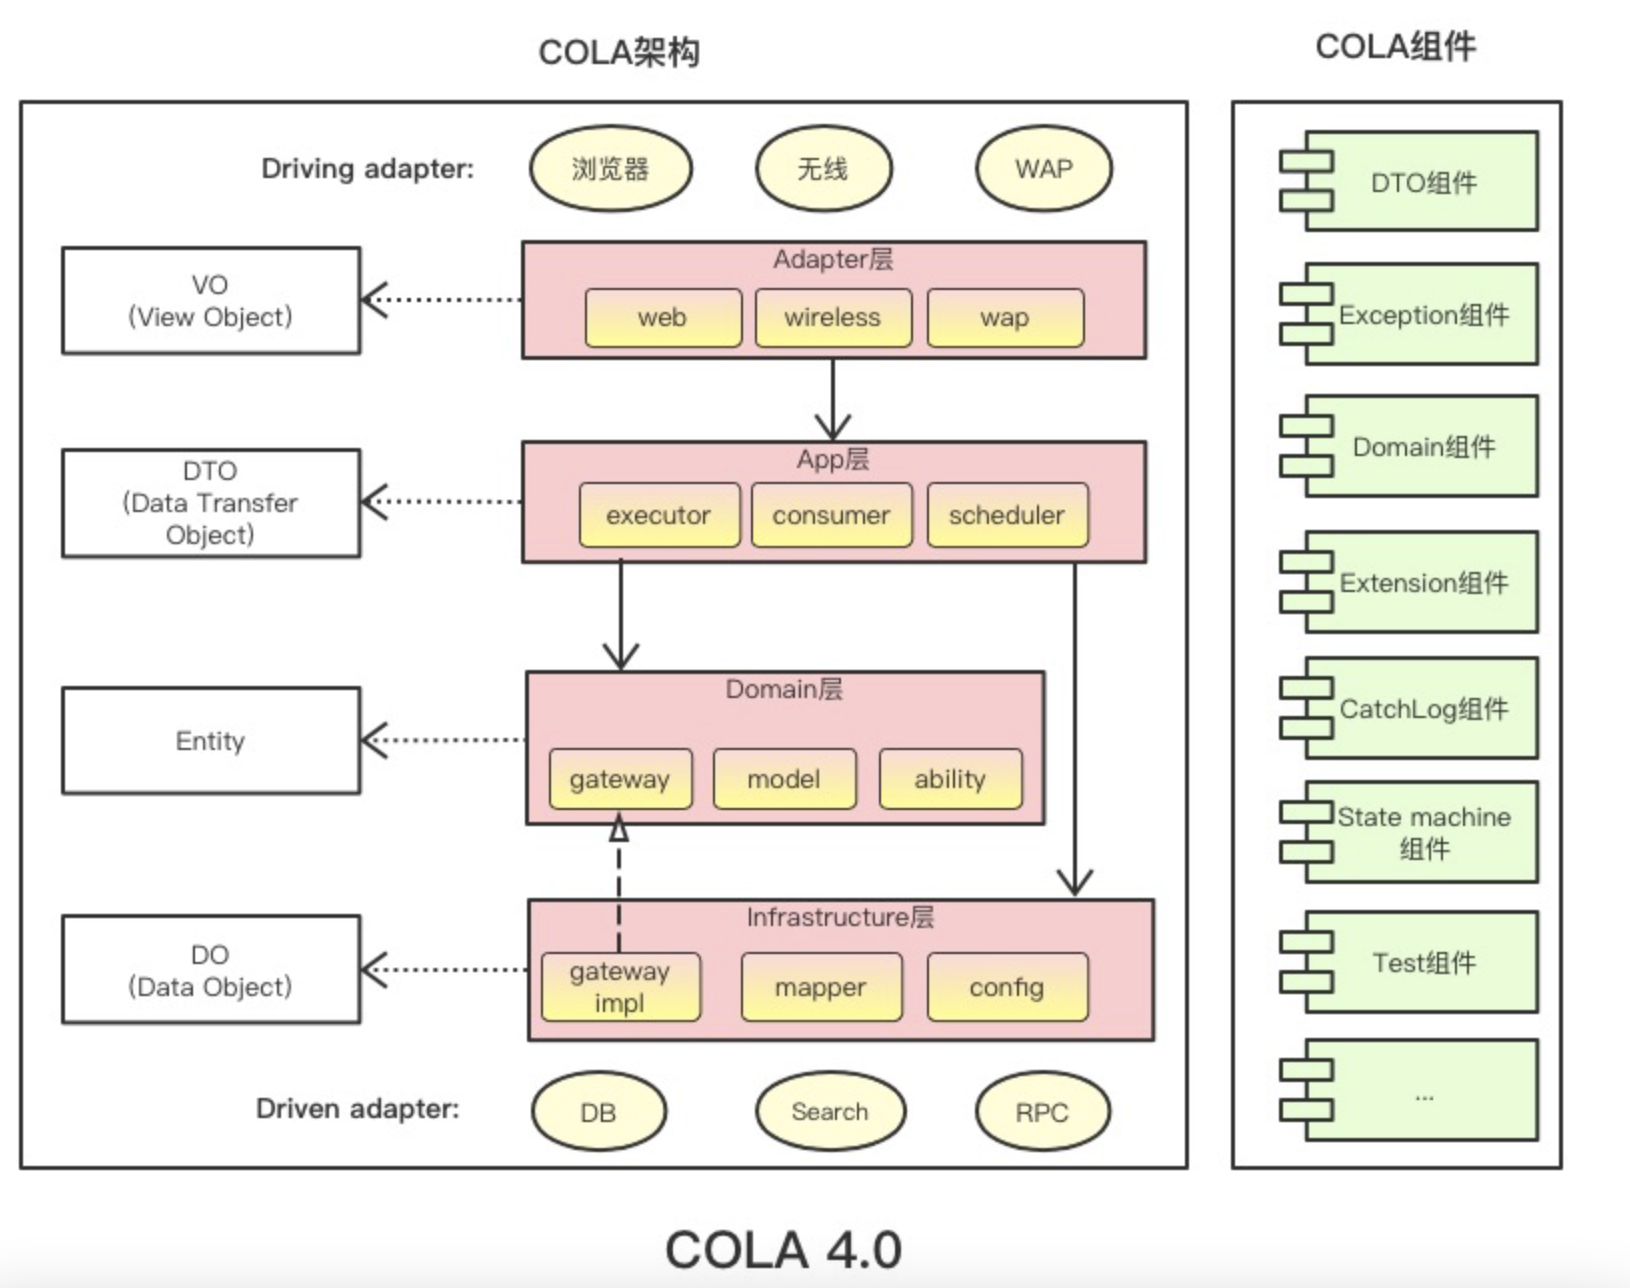 COLA架构
COLA组件
Driving adapter:
浏览器
无线
WAP
VO
(View Object)
Adapter层
web
wireless
wap
DTO
(Data Transfer
Object)
App层
executor
consumer
scheduler
Entity
Domain层
gateway
model
ability
DO
(Data Object)
Infrastructure层
gateway
impl
mapper
config
Driven adapter:
DB
Search
RPC
DTO组件
Exception组件
Domain组件
Extension组件
CatchLog组件
State machine
组件
Test组件
...
COLA 4.0